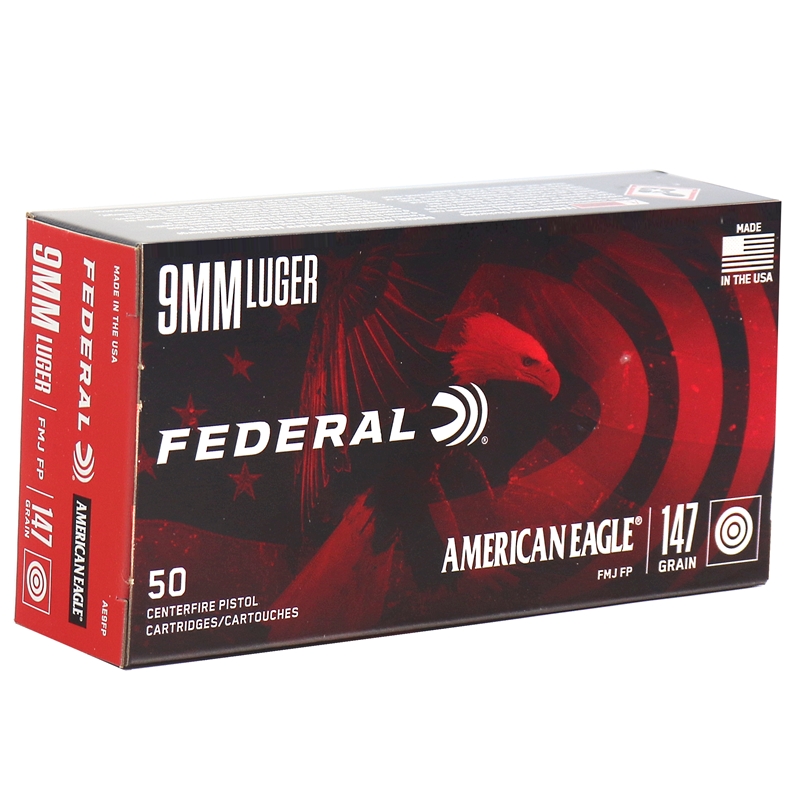 9MM LUGER
FEDERAL®
AMERICAN EAGLE®
FMJ FP
147
GRAIN
50
CENTERFIRE PISTOL
CARTRIDGES/CARTOUCHES
MADE
IN THE USA
MADE IN THE USA
FEDERAL®
AMERICAN EAGLE®
AE9FP
9MM LUGER
FMJ FP
147
GRAIN